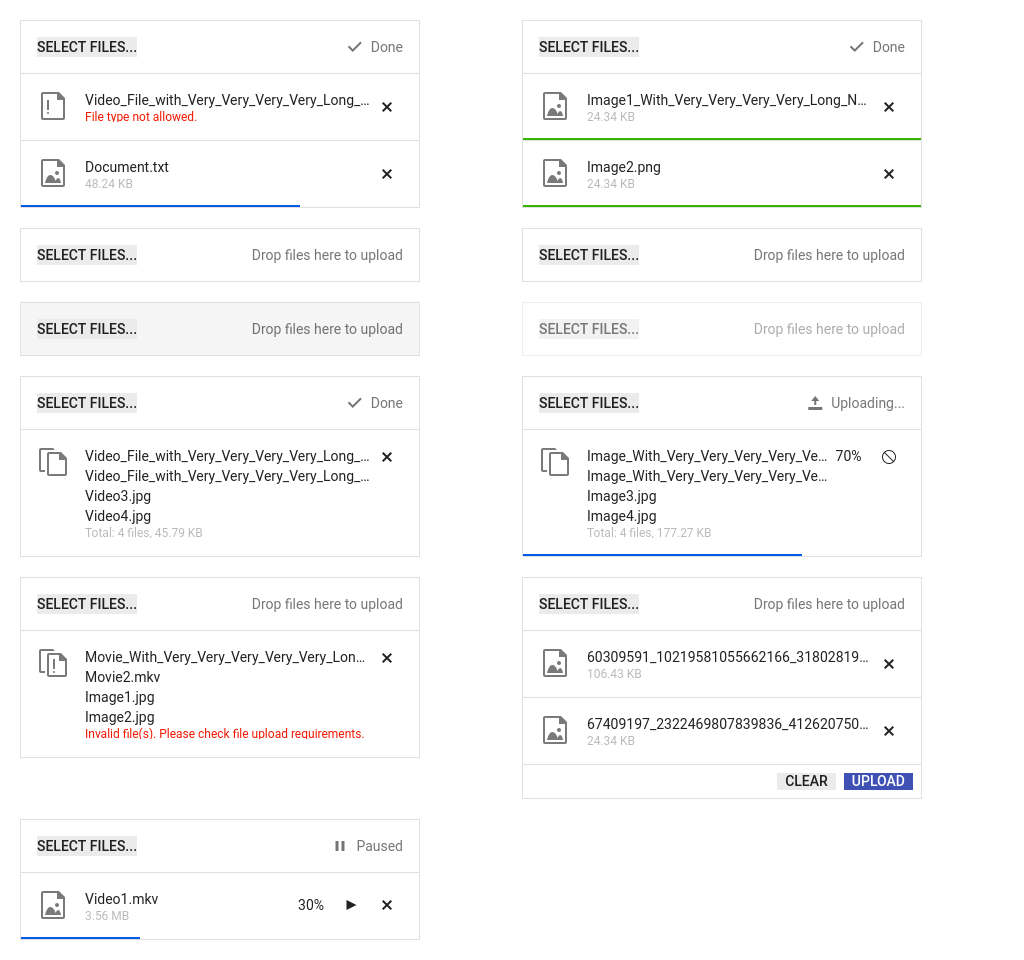 SELECT FILES... Done
Video_File_with_Very_Very_Very_Very_Long_...
File type not allowed.
Document.txt
48.24 KB
SELECT FILES... Done
Image1_With_Very_Very_Very_Very_Long_N...
24.34 KB
Image2.png
24.34 KB
SELECT FILES... Drop files here to upload
SELECT FILES... Drop files here to upload
SELECT FILES... Drop files here to upload
SELECT FILES... Drop files here to upload
SELECT FILES... Done
Video_File_with_Very_Very_Very_Very_Long_...
Video_File_with_Very_Very_Very_Very_Long_...
Video3.jpg
Video4.jpg
Total: 4 files, 45.79 KB
SELECT FILES... Uploading...
Image_With_Very_Very_Very_Very_Ve... 70%
Image_With_Very_Very_Very_Very_Ve...
Image3.jpg
Image4.jpg
Total: 4 files, 177.27 KB
SELECT FILES... Drop files here to upload
Movie_With_Very_Very_Very_Very_Very_Lon...
Movie2.mkv
Image1.jpg
Image2.jpg
Invalid file(s). Please check file upload requirements.
SELECT FILES... Drop files here to upload
60309591_10219581055662166_31802819...
106.43 KB
67409197_2322469807839836_412620750...
24.34 KB
CLEAR UPLOAD
SELECT FILES... Paused
Video1.mkv 30%
3.56 MB